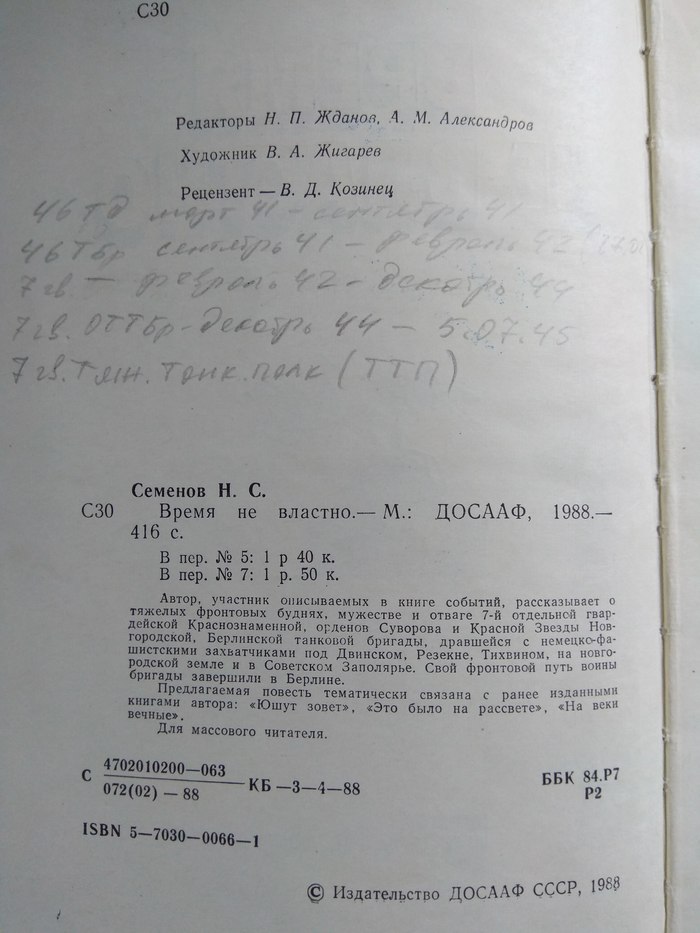 С30
Редакторы Н. П. Жданов, А. М. Александров
Художник В. А. Жигарев
Рецензент — В. Д. Козинец
46 тд март 41 — сентябрь 41
46 ТБр сентябрь 41 — февраль 42
7 гв — февраль 42 - декабрь 44
7 гв. ОТТБр - декабрь 44 — 5.07.45
7 гв. Тяж. танк. полк (ТТП)
Семенов Н. С.
С30 Время не властно.— М.: ДОСААФ, 1988.—
416 с.
В пер. № 5: 1 р 40 к.
В пер. № 7: 1 р. 50 к.
Автор, участник описываемых в книге событий, рассказывает о
тяжелых фронтовых буднях, мужестве и отваге 7-й отдельной гвар-
дейской Краснознаменной, орденов Суворова и Красной Звезды Нов-
городской, Берлинской танковой бригады, дравшейся с немецко-фа-
шистскими захватчиками под Двинском, Резекне, Тихвином, на новго-
родской земле и в Советском Заполярье. Свой фронтовой путь воины
бригады завершили в Берлине.
Предлагаемая повесть тематически связана с ранее изданными
книгами автора: «Юшут зовет», «Это было на рассвете», «На веки
вечные».
Для массового читателя.
С 4702010200—063
072(02) — 88 КБ —3—4—88
ББК 84.Р7
Р2
ISBN 5—7030—0066—1
© Издательство ДОСААФ СССР, 1988